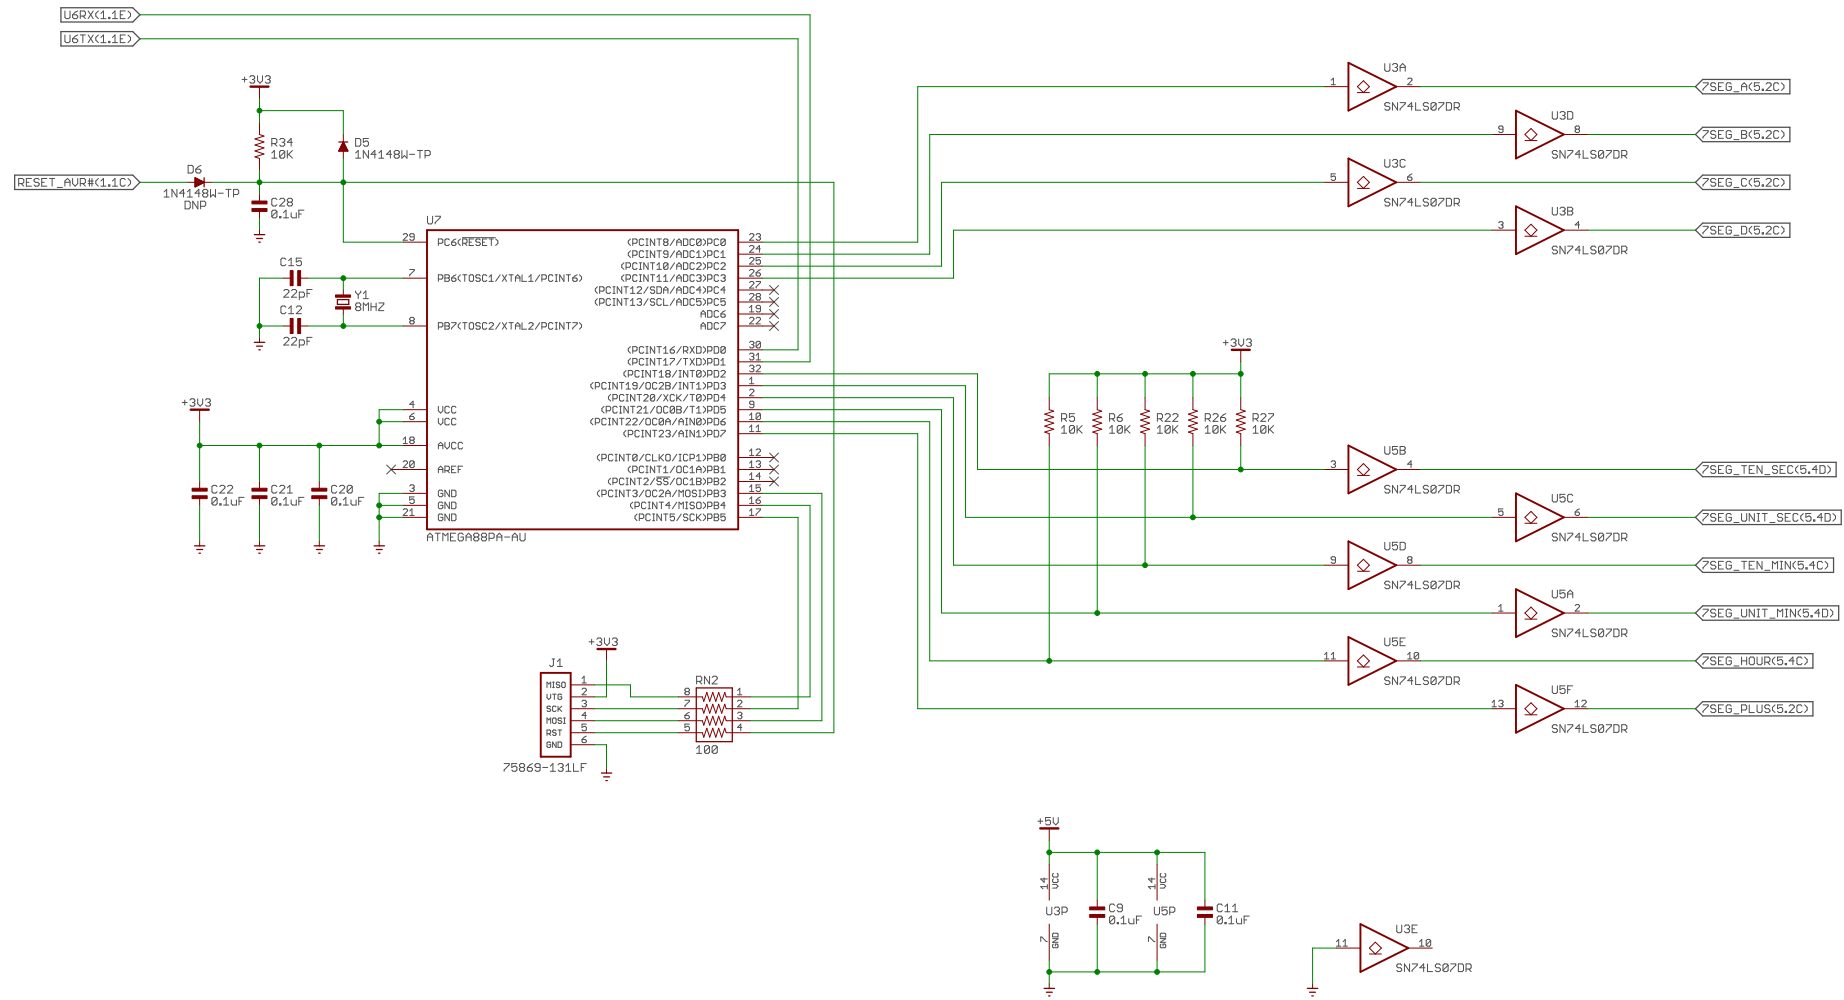 U6RX(1.1E)
U6TX(1.1E)
+3V3
R34
10K
D5
1N4148W-TP
D6
1N4148W-TP
DNP
RESET_AVR#(1.1C)
C28
0.1uF
C15
22pF
Y1
8MHZ
C12
22pF
+3V3
C22
0.1uF
C21
0.1uF
C20
0.1uF
U7
29 PC6(RESET)
7 PB6(TOSC1/XTAL1/PCINT6)
8 PB7(TOSC2/XTAL2/PCINT7)
4 VCC
6 VCC
18 AVCC
20 AREF
3 GND
5 GND
21 GND
(PCINT8/ADC0)PC0 23
(PCINT9/ADC1)PC1 24
(PCINT10/ADC2)PC2 25
(PCINT11/ADC3)PC3 26
(PCINT12/SDA/ADC4)PC4 27
(PCINT13/SCL/ADC5)PC5 28
ADC6 19
ADC7 22
(PCINT16/RXD)PD0 30
(PCINT17/TXD)PD1 31
(PCINT18/INT0)PD2 32
(PCINT19/OC2B/INT1)PD3 1
(PCINT20/XCK/T0)PD4 2
(PCINT21/OC0B/T1)PD5 9
(PCINT22/OC0A/AIN0)PD6 10
(PCINT23/AIN1)PD7 11
(PCINT0/CLKO/ICP1)PB0 12
(PCINT1/OC1A)PB1 13
(PCINT2/SS/OC1B)PB2 14
(PCINT3/OC2A/MOSI)PB3 15
(PCINT4/MISO)PB4 16
(PCINT5/SCK)PB5 17
ATMEGA88PA-AU
+3V3
J1
MISO 1
VTG 2
SCK 3
MOSI 4
RST 5
GND 6
75869-131LF
RN2
8 1
7 2
6 3
5 4
100
+3V3
R5
10K
R6
10K
R22
10K
R26
10K
R27
10K
U3A
1 2
SN74LS07DR
7SEG_A(5.2C)
U3D
9 8
SN74LS07DR
7SEG_B(5.2C)
U3C
5 6
SN74LS07DR
7SEG_C(5.2C)
U3B
3 4
SN74LS07DR
7SEG_D(5.2C)
U5B
3 4
SN74LS07DR
7SEG_TEN_SEC(5.4D)
U5C
5 6
SN74LS07DR
7SEG_UNIT_SEC(5.4D)
U5D
9 8
SN74LS07DR
7SEG_TEN_MIN(5.4C)
U5A
1 2
SN74LS07DR
7SEG_UNIT_MIN(5.4D)
U5E
11 10
SN74LS07DR
7SEG_HOUR(5.4C)
U5F
13 12
SN74LS07DR
7SEG_PLUS(5.2C)
+5V
14 VCC
U3P
7 GND
C9
0.1uF
14 VCC
U5P
7 GND
C11
0.1uF
U3E
11 10
SN74LS07DR